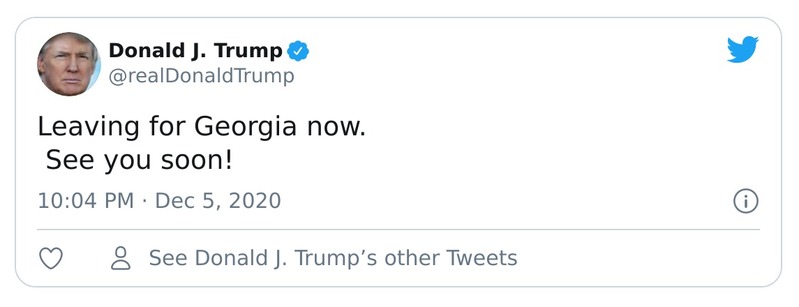 Donald J. Trump
@realDonaldTrump
Leaving for Georgia now.
See you soon!
10:04 PM · Dec 5, 2020
See Donald J. Trump’s other Tweets